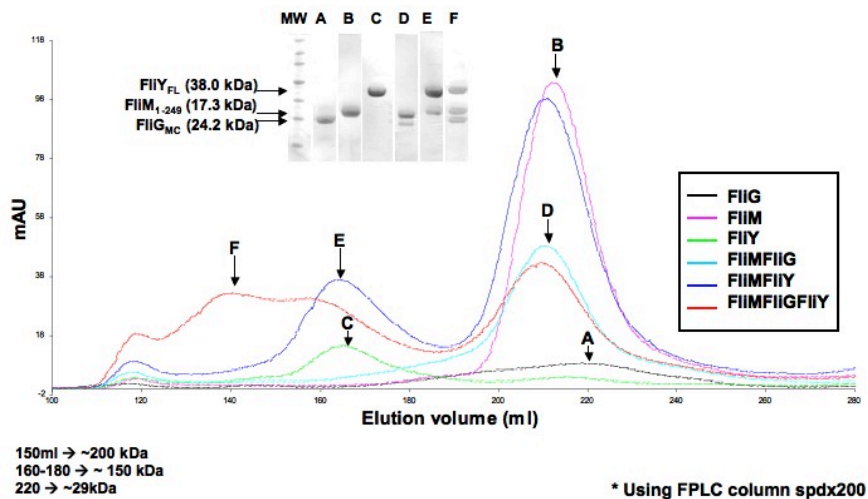 MW A B C D E F
FliY_FL (38.0 kDa)
FliM_1-249 (17.3 kDa)
FliG_MC (24.2 kDa)
118
98
78
58
38
18
-2
mAU
F
E
C
B
D
A
FliG
FliM
FliY
FliMFliG
FliMFliY
FliMFliGFliY
100 120 140 160 180 200 220 240 260 280
Elution volume (ml)
150ml → ~200 kDa
160-180 → ~ 150 kDa
220 → ~29kDa
* Using FPLC column spdx200